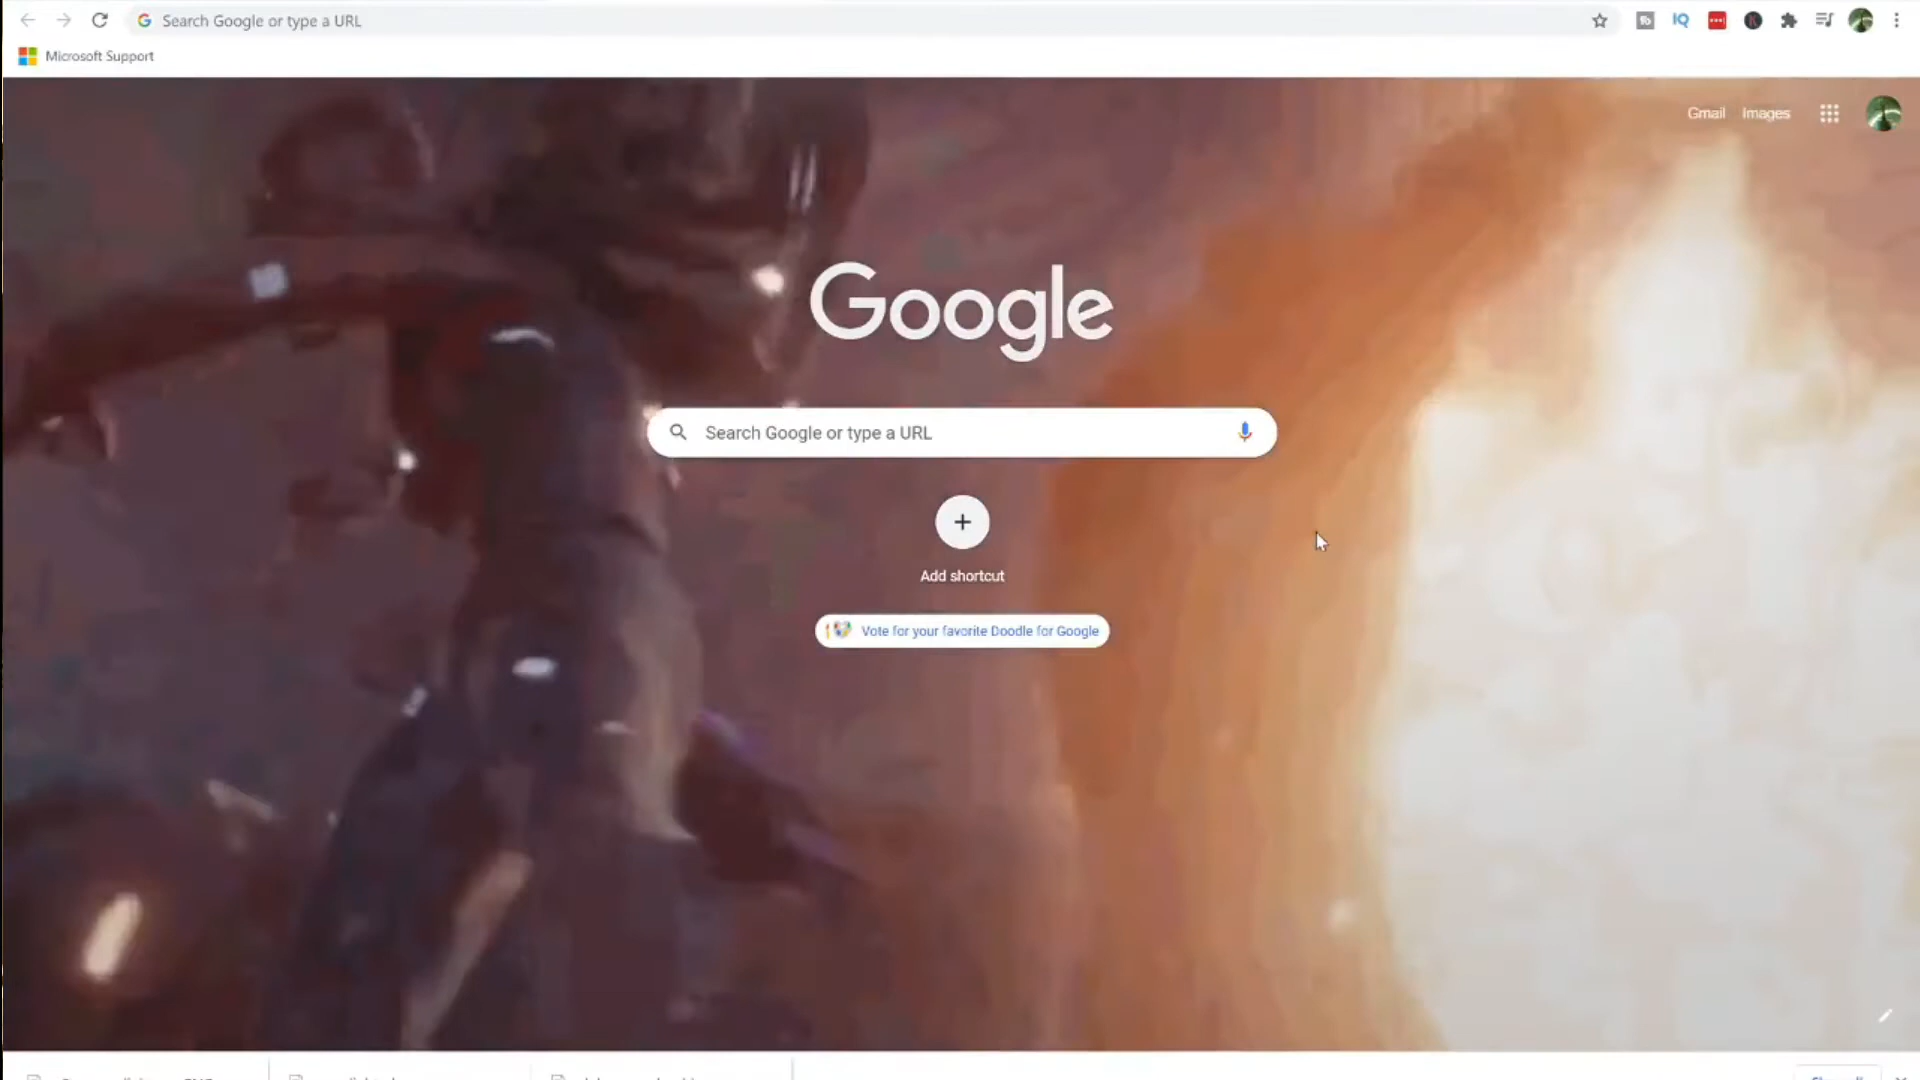 Search Google or type a URL
IQ
Microsoft Support
Gmail Images
Google
Search Google or type a URL
Add shortcut
Vote for your favorite Doodle for Google